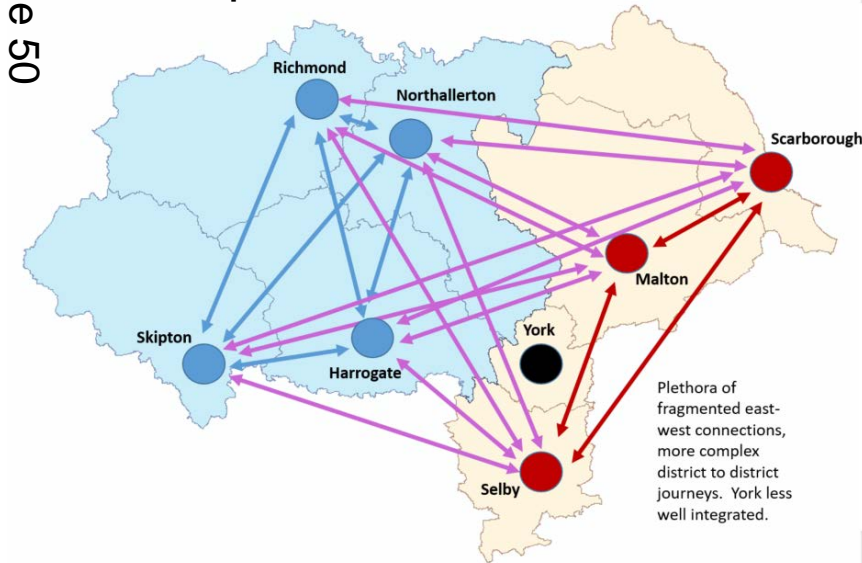 e 50
Richmond
Northallerton
Scarborough
Malton
York
Skipton
Harrogate
Selby
Plethora of
fragmented east-
west connections,
more complex
district to district
journeys. York less
well integrated.